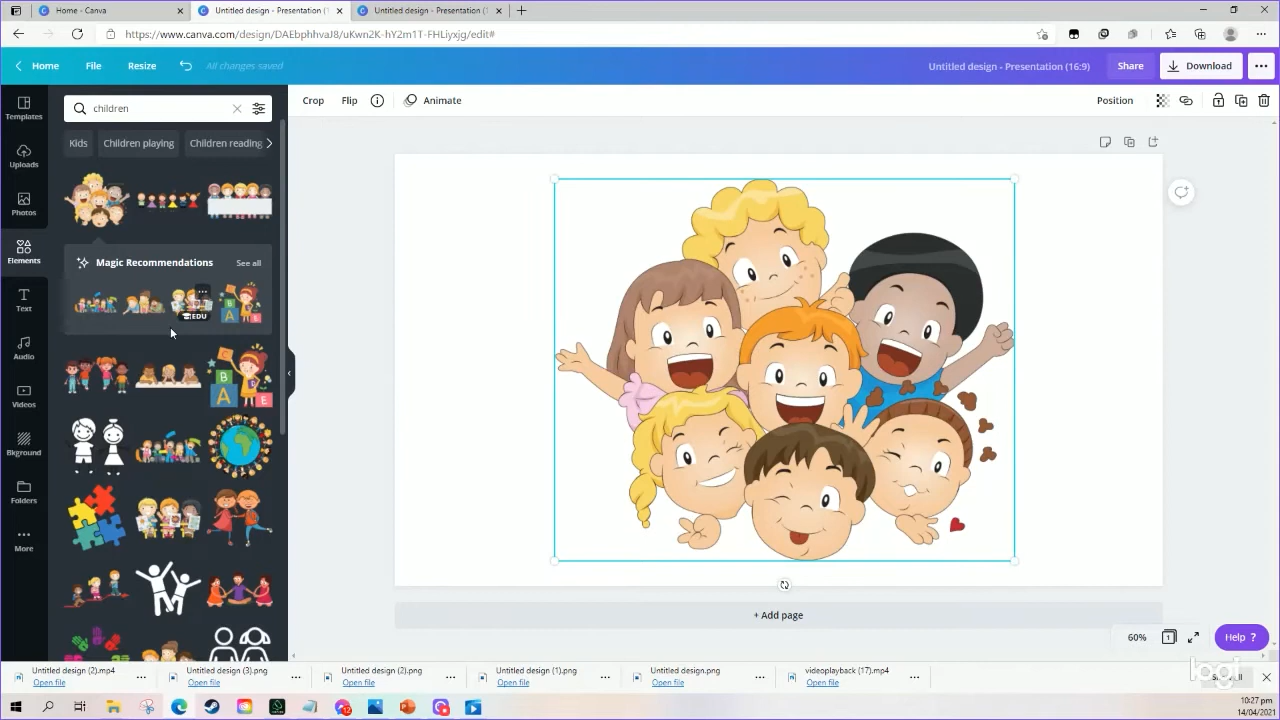 Home - Canva
Untitled design - Presentation (1
Untitled design - Presentation (1
https://www.canva.com/design/DAEbphhvaJ8/uKwn2K-hY2m1T-FHLiyxjg/edit#
Home
File
Resize
All changes saved
Untitled design - Presentation (16:9)
Share
Download
Templates
Uploads
Photos
Elements
Text
Audio
Videos
Bkground
Folders
More
children
Kids
Children playing
Children reading
Magic Recommendations
See all
EDU
A
B
C
A
B
C
E
Crop
Flip
Animate
Position
+ Add page
60%
1
Help ?
Untitled design (2).mp4
Open file
Untitled design (3).png
Open file
Untitled design (2).png
Open file
Untitled design (1).png
Open file
Untitled design.png
Open file
videoplayback (17).mp4
Open file
12
10:27 pm
14/04/2021